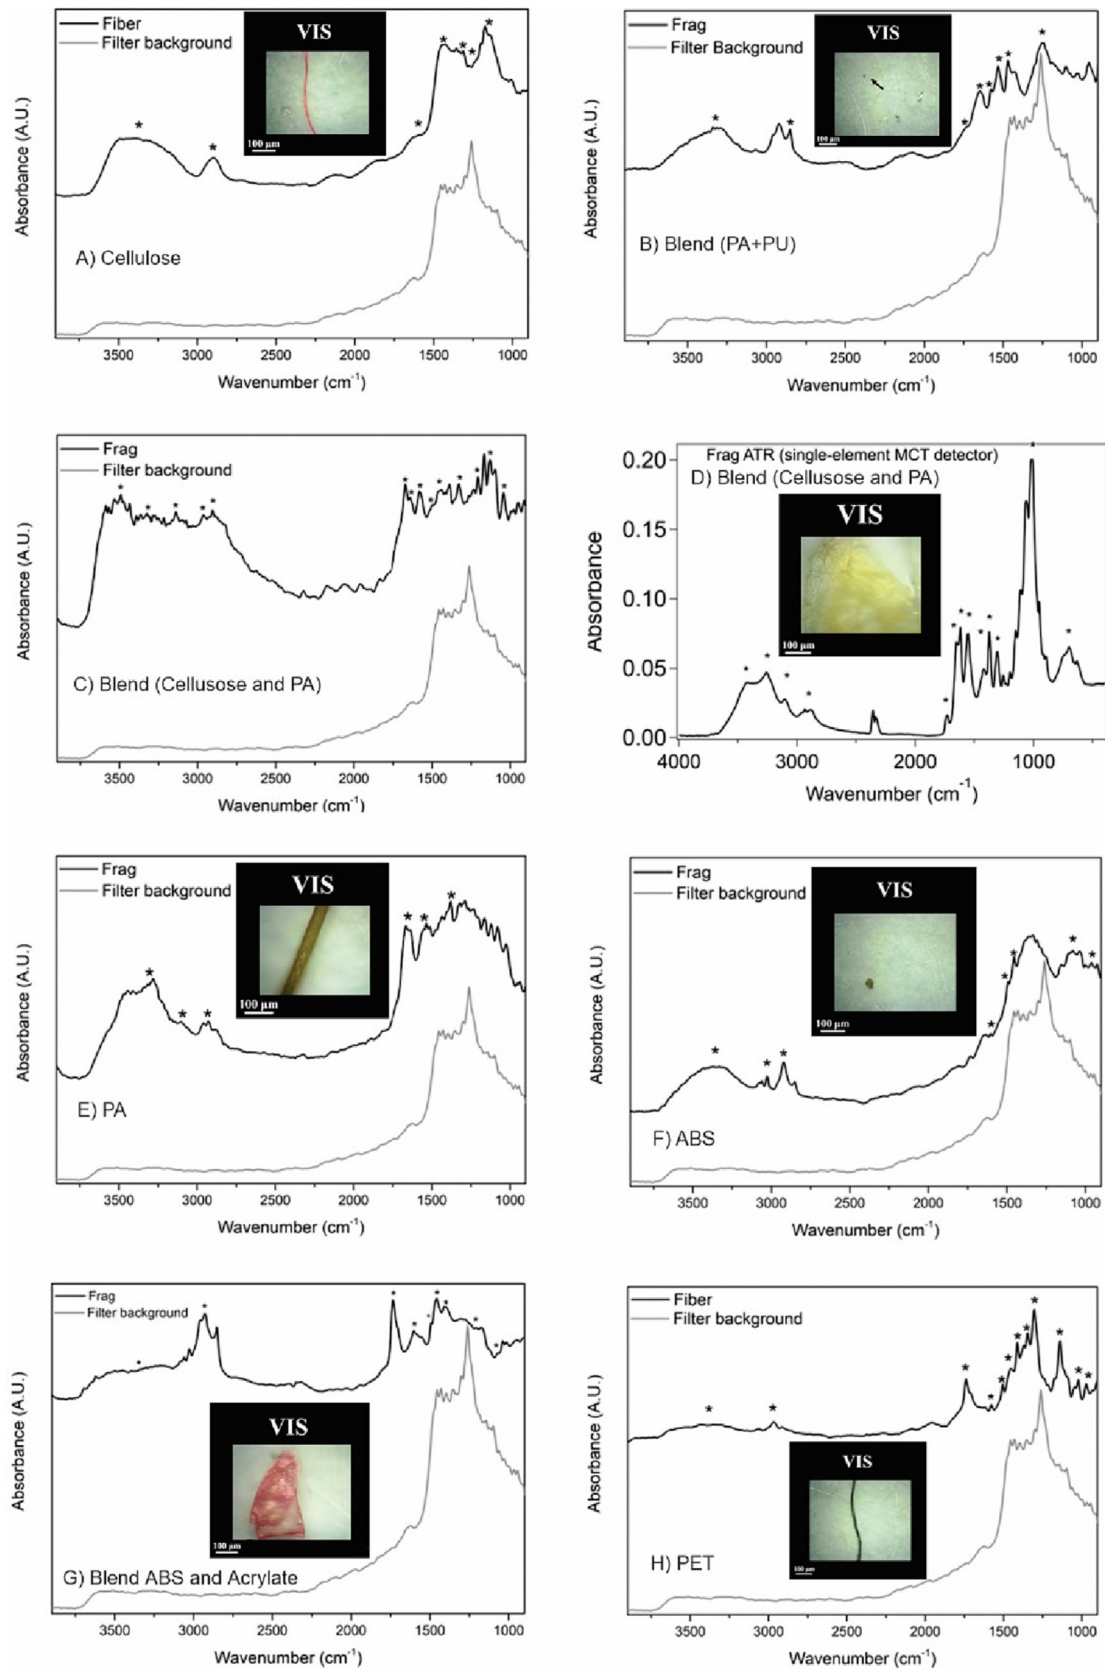 Fiber
Filter background
VIS
100 µm
A) Cellulose
Absorbance (A.U.)
3500 3000 2500 2000 1500 1000
Wavenumber (cm-1)
Frag
Filter Background
VIS
100 µm
B) Blend (PA+PU)
Absorbance (A.U.)
3500 3000 2500 2000 1500 1000
Wavenumber (cm-1)
Frag
Filter background
C) Blend (Cellusose and PA)
Absorbance (A.U.)
3500 3000 2500 2000 1500 1000
Wavenumber (cm-1)
Frag ATR (single-element MCT detector)
D) Blend (Cellusose and PA)
VIS
100 µm
Absorbance
0.20
0.15
0.10
0.05
0.00
4000 3000 2000 1000
Wavenumber (cm-1)
Frag
Filter background
VIS
100 µm
E) PA
Absorbance (A.U.)
3500 3000 2500 2000 1500 1000
Wavenumber (cm-1)
Frag
Filter background
VIS
100 µm
F) ABS
Absorbance (A.U.)
3500 3000 2500 2000 1500 1000
Wavenumber (cm-1)
Frag
Filter background
VIS
100 µm
G) Blend ABS and Acrylate
Absorbance (A.U.)
3500 3000 2500 2000 1500 1000
Wavenumber (cm-1)
Fiber
Filter background
VIS
100 µm
H) PET
Absorbance (A.U.)
3500 3000 2500 2000 1500 1000
Wavenumber (cm-1)